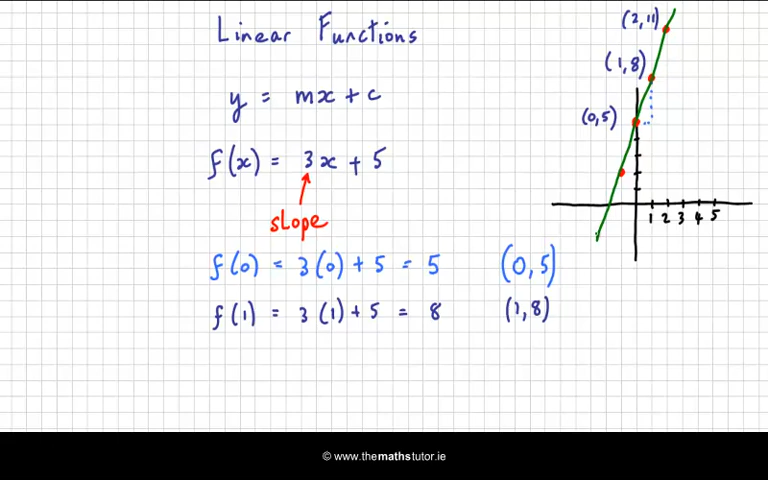 Linear Functions
(2, 11)
(1, 8)
y = mx + c
(0, 5)
f(x) = 3x + 5
slope
1 2 3 4 5
f(0) = 3(0) + 5 = 5 (0, 5)
f(1) = 3(1) + 5 = 8 (1, 8)
© www.themathstutor.ie